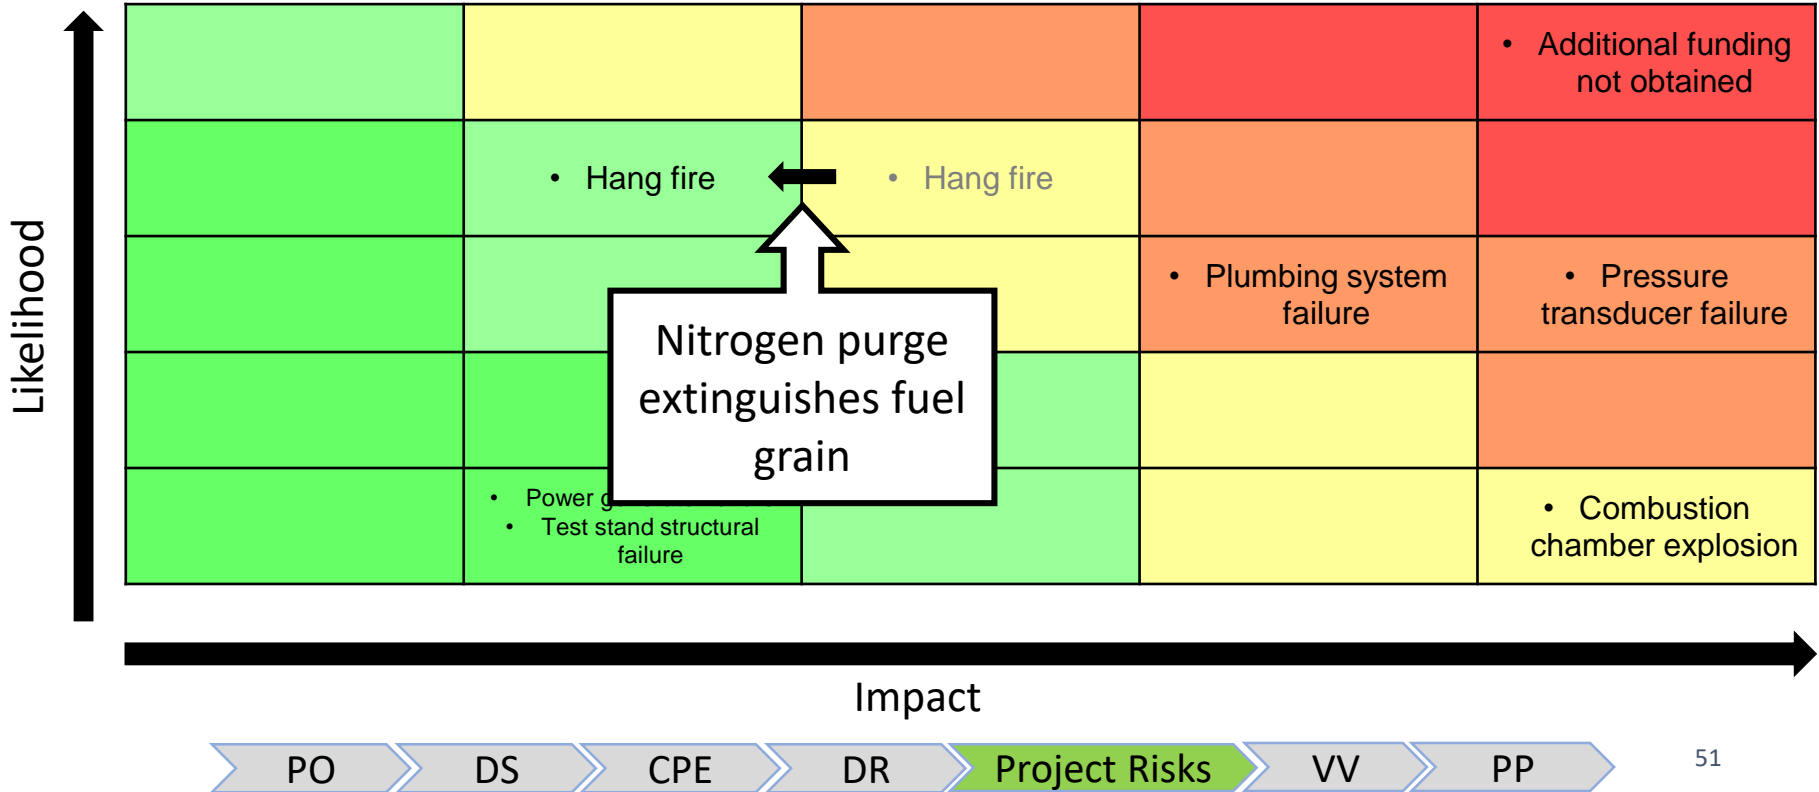 • Additional funding
not obtained
• Hang fire
• Hang fire
• Plumbing system
failure
• Pressure
transducer failure
Nitrogen purge
extinguishes fuel
grain
• Power
• Test stand structural
failure
• Combustion
chamber explosion
Likelihood
Impact
PO
DS
CPE
DR
Project Risks
VV
PP
51